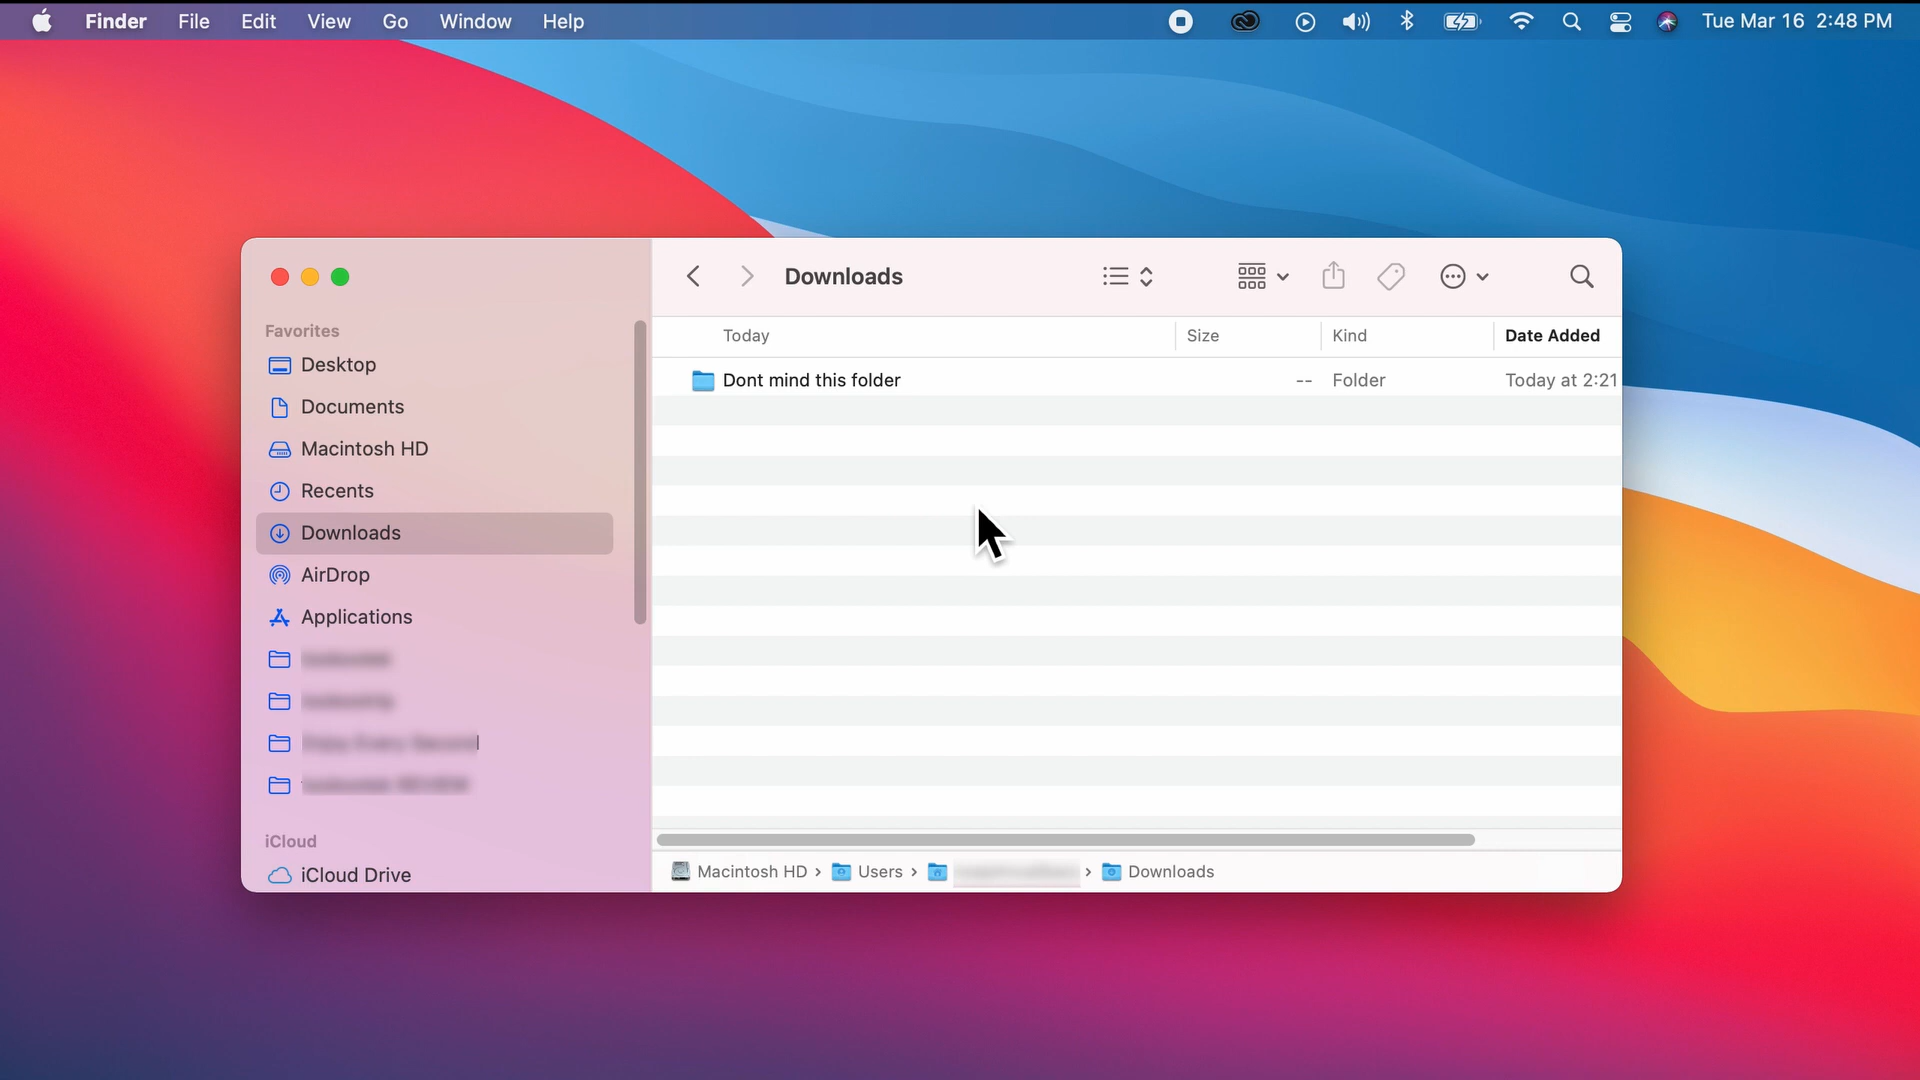 Finder File Edit View Go Window Help Tue Mar 16 2:48 PM
Downloads
Favorites
Desktop
Documents
Macintosh HD
Recents
Downloads
AirDrop
Applications
iCloud
iCloud Drive
Today Size Kind Date Added
Dont mind this folder -- Folder Today at 2:21
Macintosh HD › Users › › Downloads